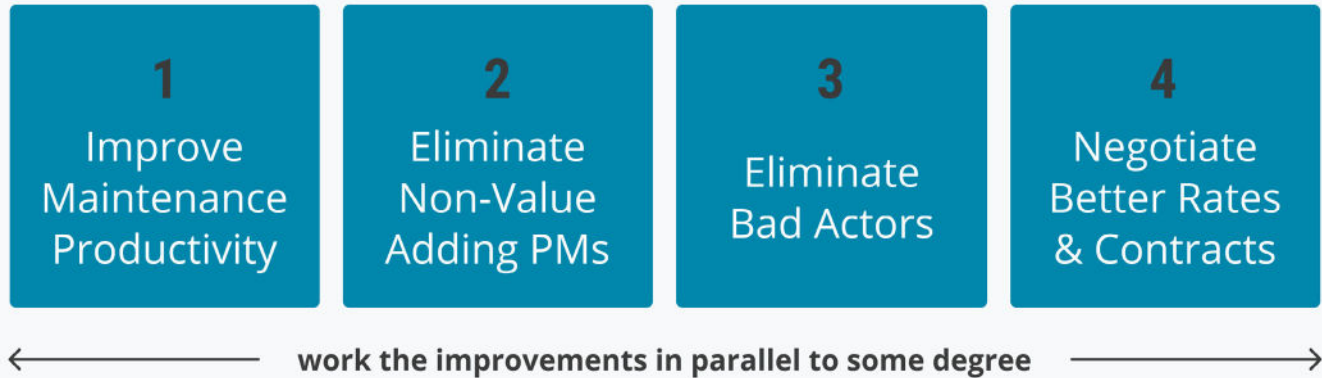 1
Improve
Maintenance
Productivity
2
Eliminate
Non-Value
Adding PMs
3
Eliminate
Bad Actors
4
Negotiate
Better Rates
& Contracts
work the improvements in parallel to some degree